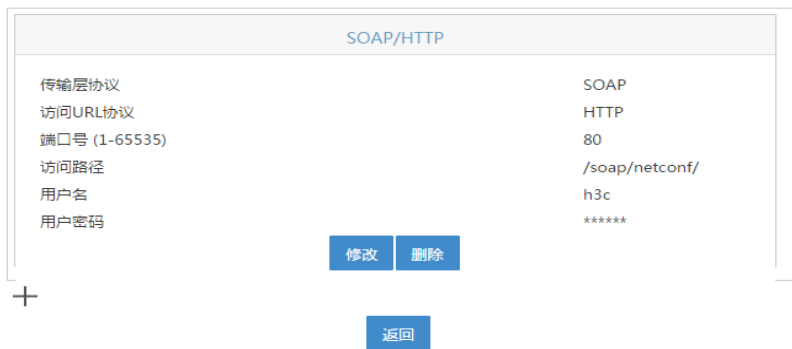 SOAP/HTTP
传输层协议 SOAP
访问URL协议 HTTP
端口号 (1-65535) 80
访问路径 /soap/netconf/
用户名 h3c
用户密码 ******
修改 删除
返回